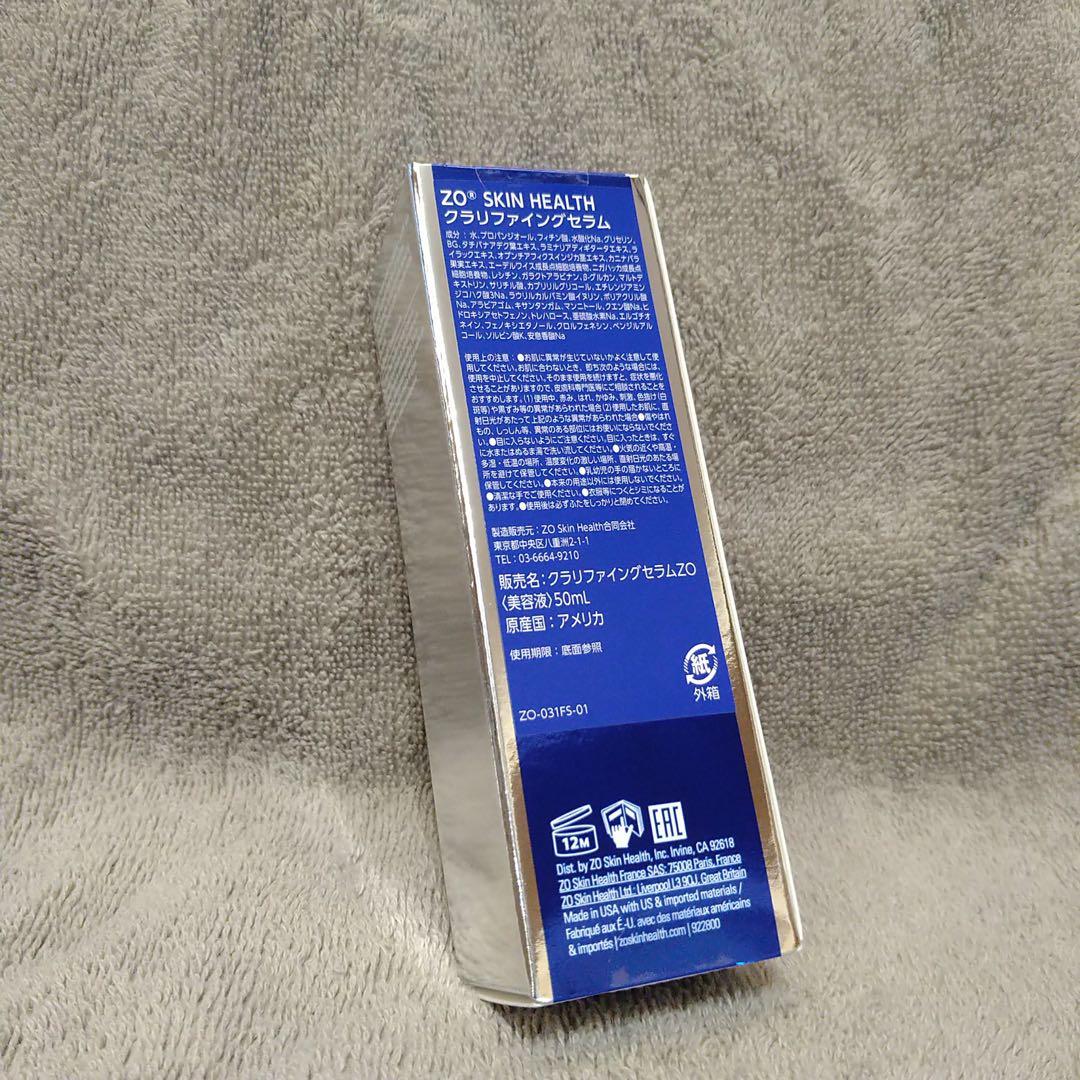 ZO® SKIN HEALTH
クラリファイングセラム
成分：水、プロパンジオール、フィチン酸、水酸化Na、グリセリン、
BG、タチバナアデク葉エキス、ラミナリアディギタータエキス、ラ
イラックエキス、オプンチアフィクスインジカ茎エキス、カニナバラ
果実エキス、エーデルワイス成長点細胞培養物、ニガハッカ成長点
細胞培養物、レシチン、ガラクトアラビナン、β-グルカン、マルトデ
キストリン、サリチル酸、カプリリルグリコール、エチレンジアミン
ジコハク酸3Na、ラウリルカルバミン酸イヌリン、ポリアクリル酸
Na、アラビアゴム、キサンタンガム、マンニトール、クエン酸Na、ヒ
ドロキシアセトフェノン、トレハロース、亜硫酸水素Na、エルゴチオ
ネイン、フェノキシエタノール、クロルフェネシン、ベンジルアル
コール、ソルビン酸K、安息香酸Na
使用上の注意：●お肌に異常が生じていないかよく注意して使
用してください。お肌に合わないとき、即ち次のような場合には、
使用を中止してください。そのまま使用を続けますと、症状を悪化
させることがありますので、皮膚科専門医等にご相談されることを
おすすめします。(1)使用中、赤み、はれ、かゆみ、刺激、色抜け(白
斑等)や黒ずみ等の異常があらわれた場合(2)使用したお肌に、直
射日光があたって上記のような異常があらわれた場合●傷やはれ
もの、しっしん等、異常のある部位にはお使いにならないでくださ
い。●目に入らないようにご注意ください。目に入ったときは、すぐ
に水またはぬるま湯で洗い流してください。●火気の近くや高温・
多湿・低温の場所、温度変化の激しい場所、直射日光のあたる場
所を避けて保管してください。●乳幼児の手の届かないところに
保管してください。●本来の用途以外には使用しないでください。
●清潔な手でご使用ください。●衣服等につくとシミになることが
あります。●使用後は必ずふたをしっかりと閉めてください。
製造販売元：ZO Skin Health合同会社
東京都中央区八重洲2-1-1
TEL：03-6664-9210
販売名：クラリファイングセラムZO
〈美容液〉50mL
原産国：アメリカ
使用期限：底面参照
紙
外箱
ZO-031FS-01
12M
EAC
Dist. by ZO Skin Health, Inc. Irvine, CA 92618
ZO Skin Health France SAS: 75008 Paris, France
ZO Skin Health Ltd.: Liverpool L3 9QJ, Great Britain
Made in USA with US & imported materials /
Fabriqué aux É.-U. avec des matériaux américains
& importés | zoskinhealth.com | 922800